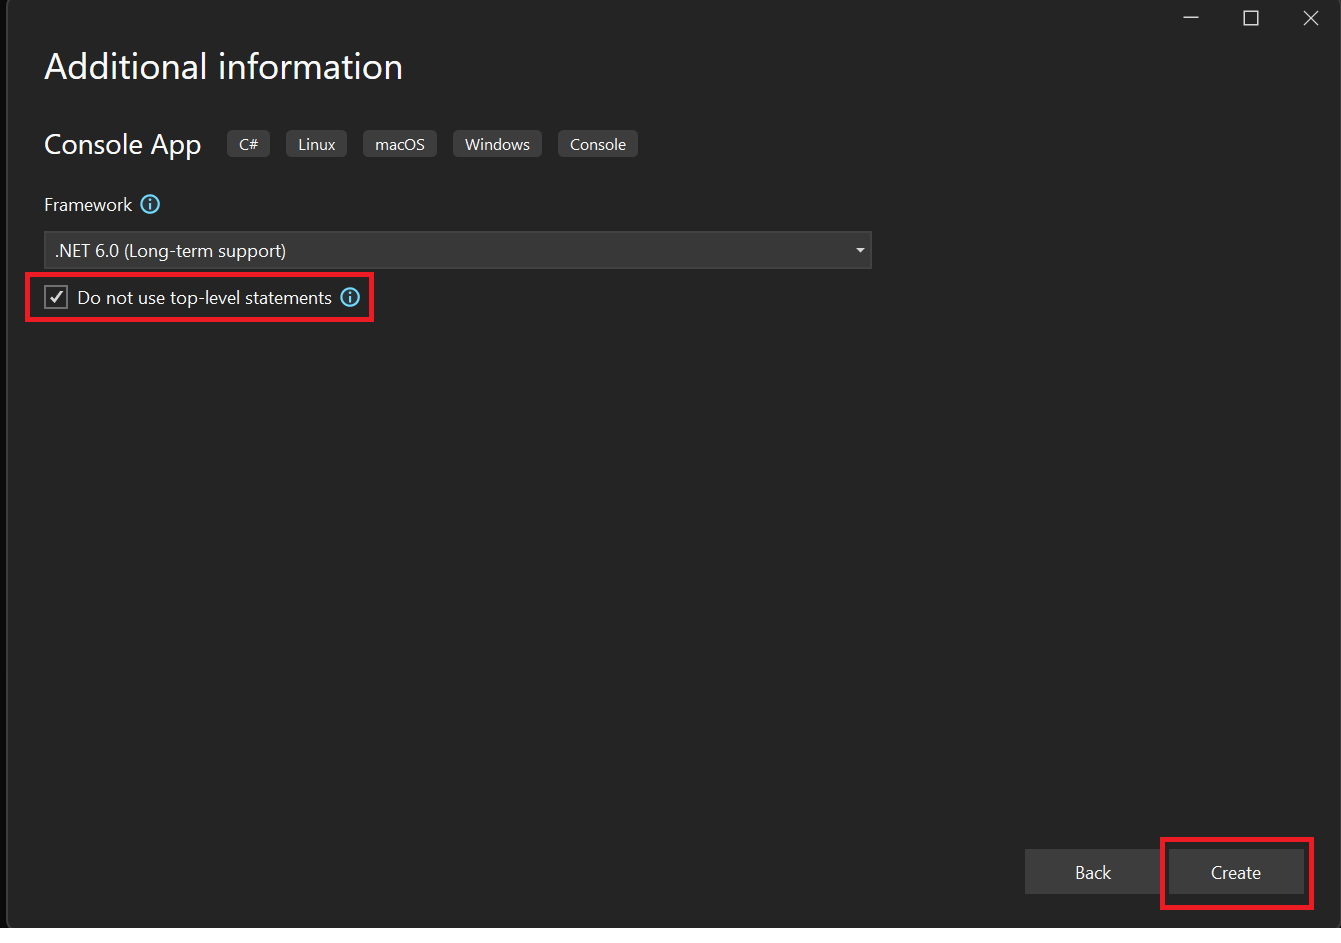 Additional information
Console App C# Linux macOS Windows Console
Framework
.NET 6.0 (Long-term support)
Do not use top-level statements
Back Create